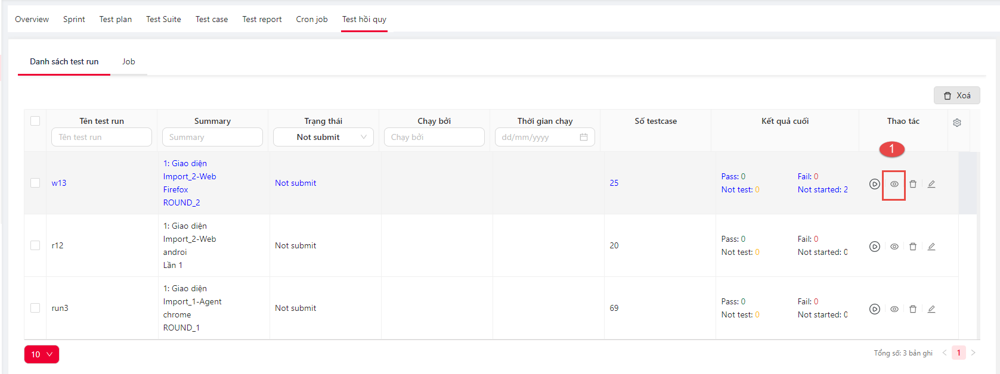 Overview Sprint Test plan Test Suite Test case Test report Cron job Test hồi quy
Danh sách test run Job
Xoá
Tên test run Summary Trạng thái Chạy bởi Thời gian chạy Số testcase Kết quả cuối Thao tác
Tên test run Summary Not submit Chạy bởi dd/mm/yyyy
1
1: Giao diện
Import_2-Web
Firefox
ROUND_2
w13 Not submit 25
Pass: 0 Fail: 0
Not test: 0 Not started: 2
1: Giao diện
Import_2-Web
androi
Lần 1
r12 Not submit 20
Pass: 0 Fail: 0
Not test: 0 Not started: 0
1: Giao diện
Import_1-Agent
chrome
ROUND_1
run3 Not submit 69
Pass: 0 Fail: 0
Not test: 0 Not started: 0
10 Tổng số: 3 bản ghi < 1 >